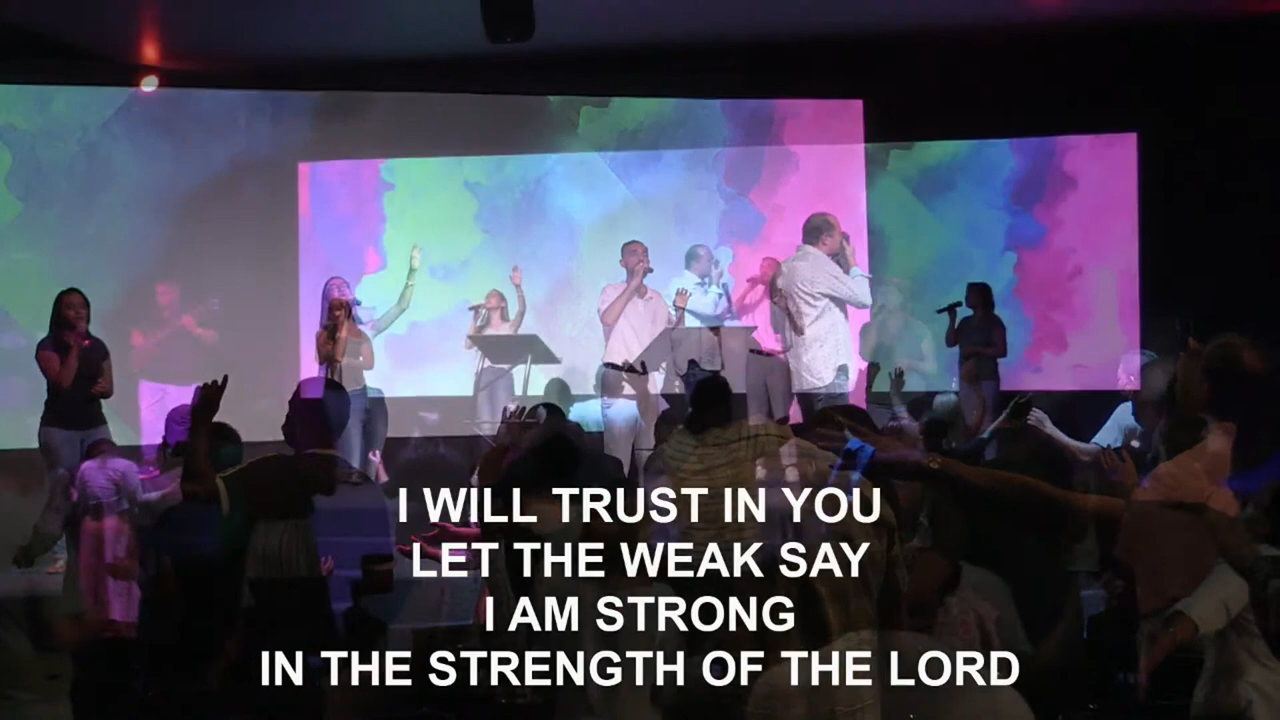 I WILL TRUST IN YOU
LET THE WEAK SAY
I AM STRONG
IN THE STRENGTH OF THE LORD